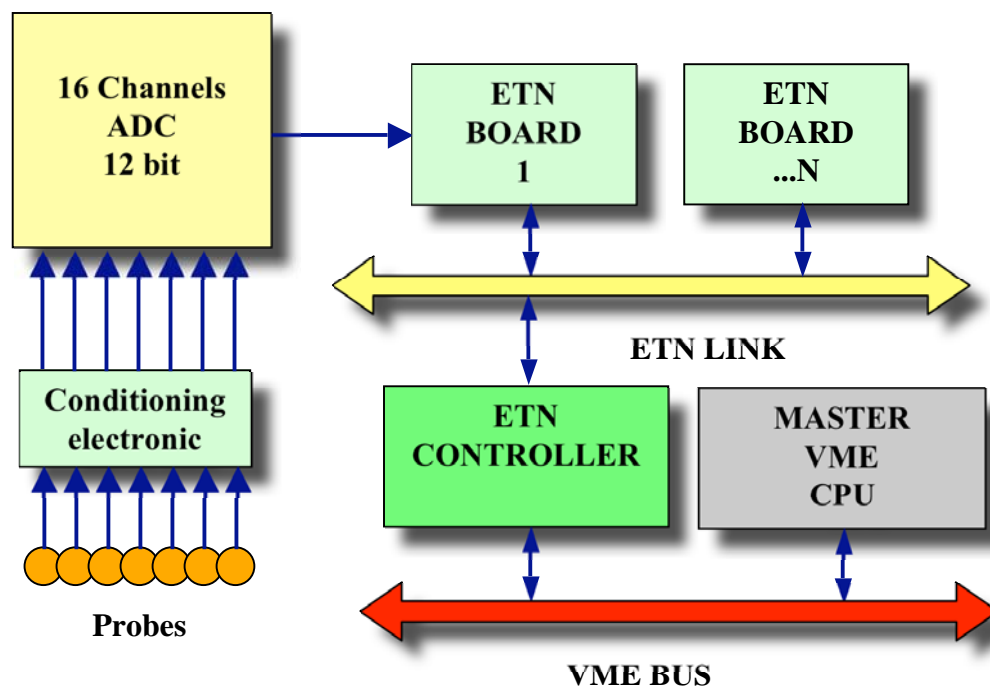 16 Channels
ADC
12 bit
ETN
BOARD
1
ETN
BOARD
...N
ETN LINK
Conditioning
electronic
ETN
CONTROLLER
MASTER
VME
CPU
Probes
VME BUS